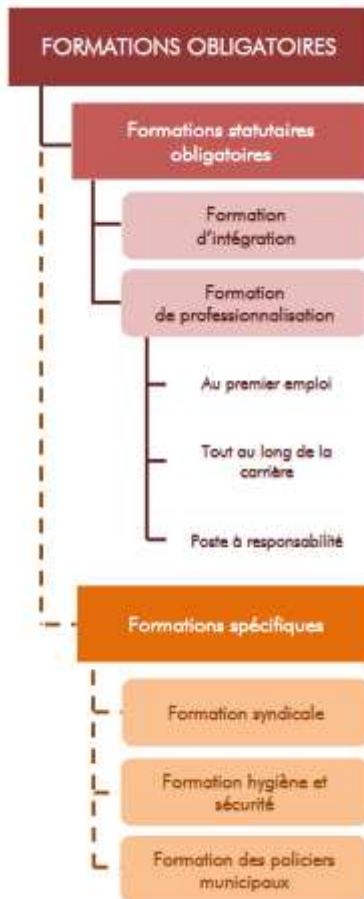 FORMATIONS OBLIGATOIRES
Formations statutaires
obligatoires
Formation
d'intégration
Formation
de professionnalisation
Au premier emploi
Tout au long de la
carrière
Poste à responsabilité
Formations spécifiques
Formation syndicale
Formation hygiène et
sécurité
Formation des policiers
municipaux